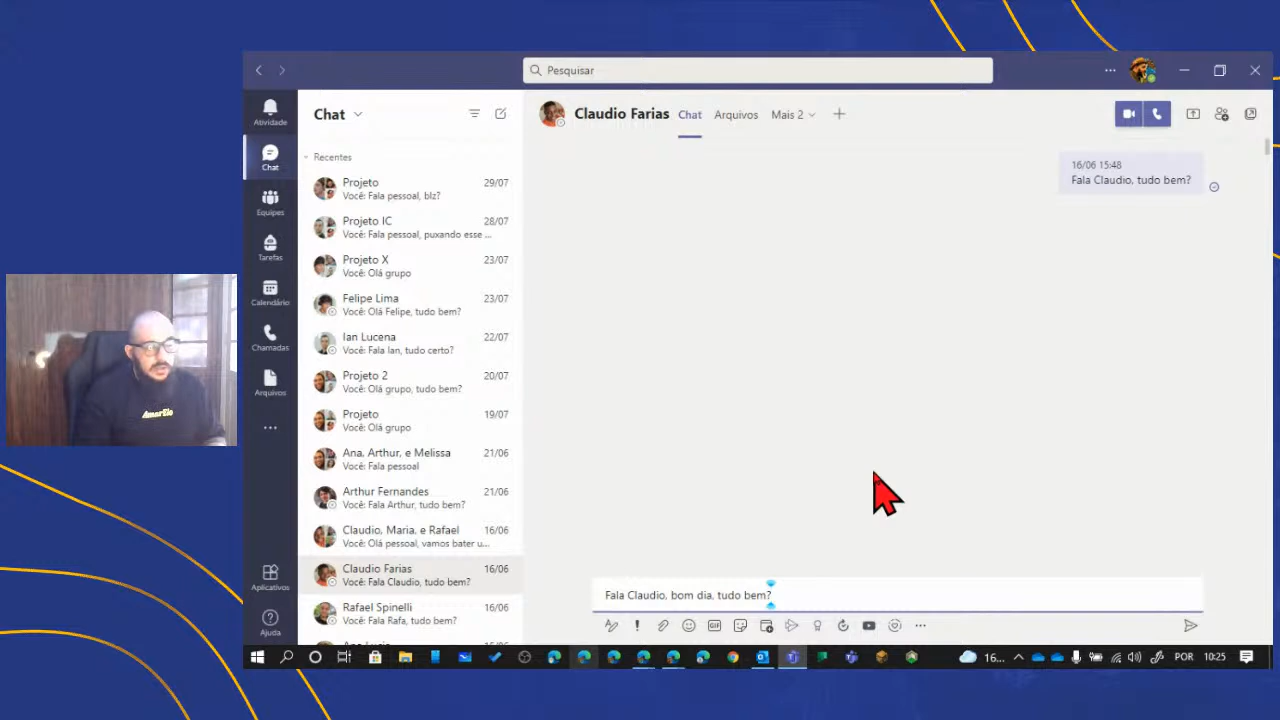 Pesquisar
Atividade
Chat
Equipes
Tarefas
Calendário
Chamadas
Arquivos
Aplicativos
Ajuda
Chat
Recentes
Projeto 29/07
Você: Fala pessoal, blz?
Projeto IC 28/07
Você: Fala pessoal, puxando esse ...
Projeto X 23/07
Você: Olá grupo
Felipe Lima 23/07
Você: Olá Felipe, tudo bem?
Ian Lucena 22/07
Você: Fala Ian, tudo certo?
Projeto 2 20/07
Você: Olá grupo, tudo bem?
Projeto 19/07
Você: Olá grupo
Ana, Arthur, e Melissa 21/06
Você: Fala pessoal
Arthur Fernandes 21/06
Você: Fala Arthur, tudo bem?
Claudio, Maria, e Rafael 16/06
Você: Olá pessoal, vamos bater u...
Claudio Farias 16/06
Você: Fala Claudio, tudo bem?
Rafael Spinelli 16/06
Você: Fala Rafa, tudo bem?
Claudio Farias Chat Arquivos Mais 2
16/06 15:48
Fala Claudio, tudo bem?
Fala Claudio, bom dia, tudo bem?
GIF
16... POR 10:25
Amarelo